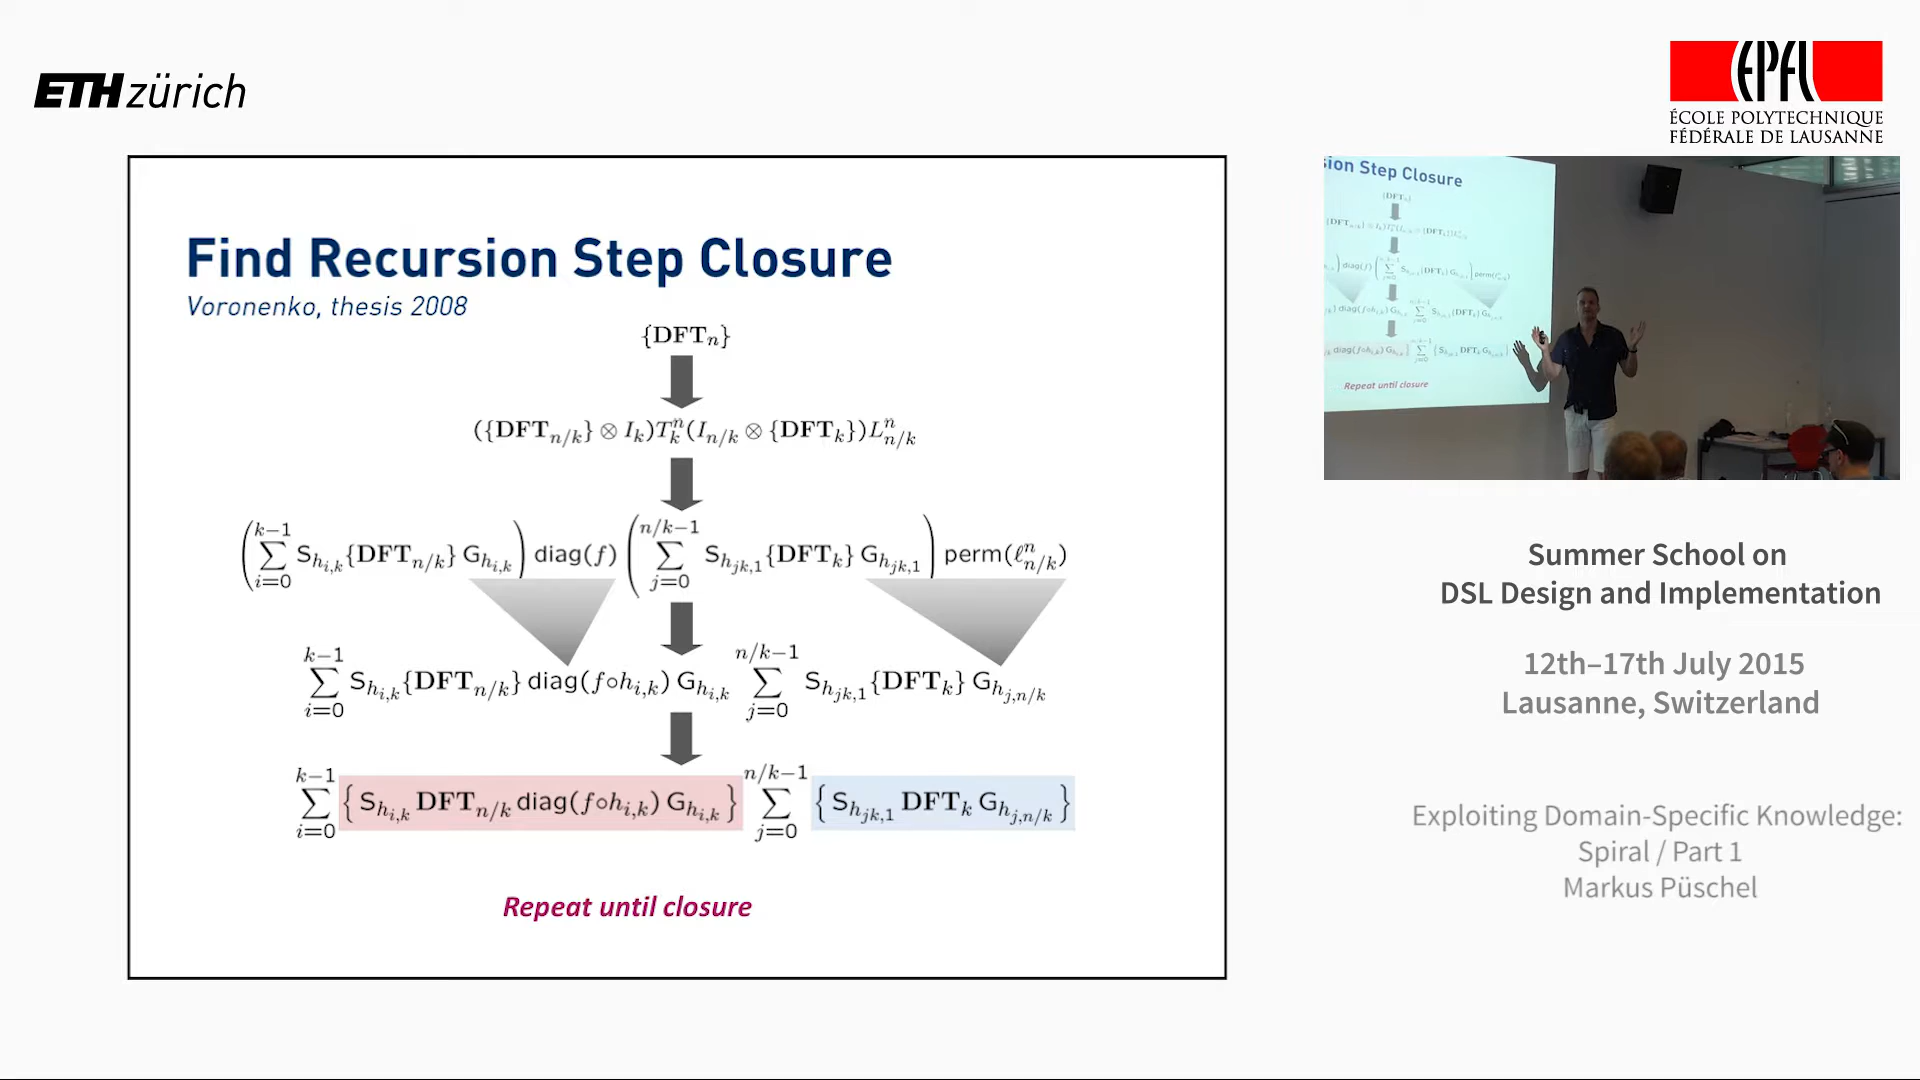 ETH zürich
EPFL
ÉCOLE POLYTECHNIQUE
FÉDÉRALE DE LAUSANNE
Find Recursion Step Closure
Voronenko, thesis 2008
{DFT_n}
({DFT_{n/k}} ⊗ I_k)T_k^n(I_{n/k} ⊗ {DFT_k})L_{n/k}^n
(∑_{i=0}^{k−1} S_{h_{i,k}}{DFT_{n/k}} G_{h_{i,k}}) diag(f) (∑_{j=0}^{n/k−1} S_{h_{jk,1}}{DFT_k} G_{h_{jk,1}}) perm(ℓ_{n/k}^n)
∑_{i=0}^{k−1} S_{h_{i,k}}{DFT_{n/k}} diag(f∘h_{i,k}) G_{h_{i,k}} ∑_{j=0}^{n/k−1} S_{h_{jk,1}}{DFT_k} G_{h_{j,n/k}}
∑_{i=0}^{k−1} {S_{h_{i,k}} DFT_{n/k} diag(f∘h_{i,k}) G_{h_{i,k}}} ∑_{j=0}^{n/k−1} {S_{h_{jk,1}} DFT_k G_{h_{j,n/k}}}
Repeat until closure
sion Step Closure
Repeat until closure
Summer School on
DSL Design and Implementation
12th–17th July 2015
Lausanne, Switzerland
Exploiting Domain-Specific Knowledge:
Spiral / Part 1
Markus Püschel